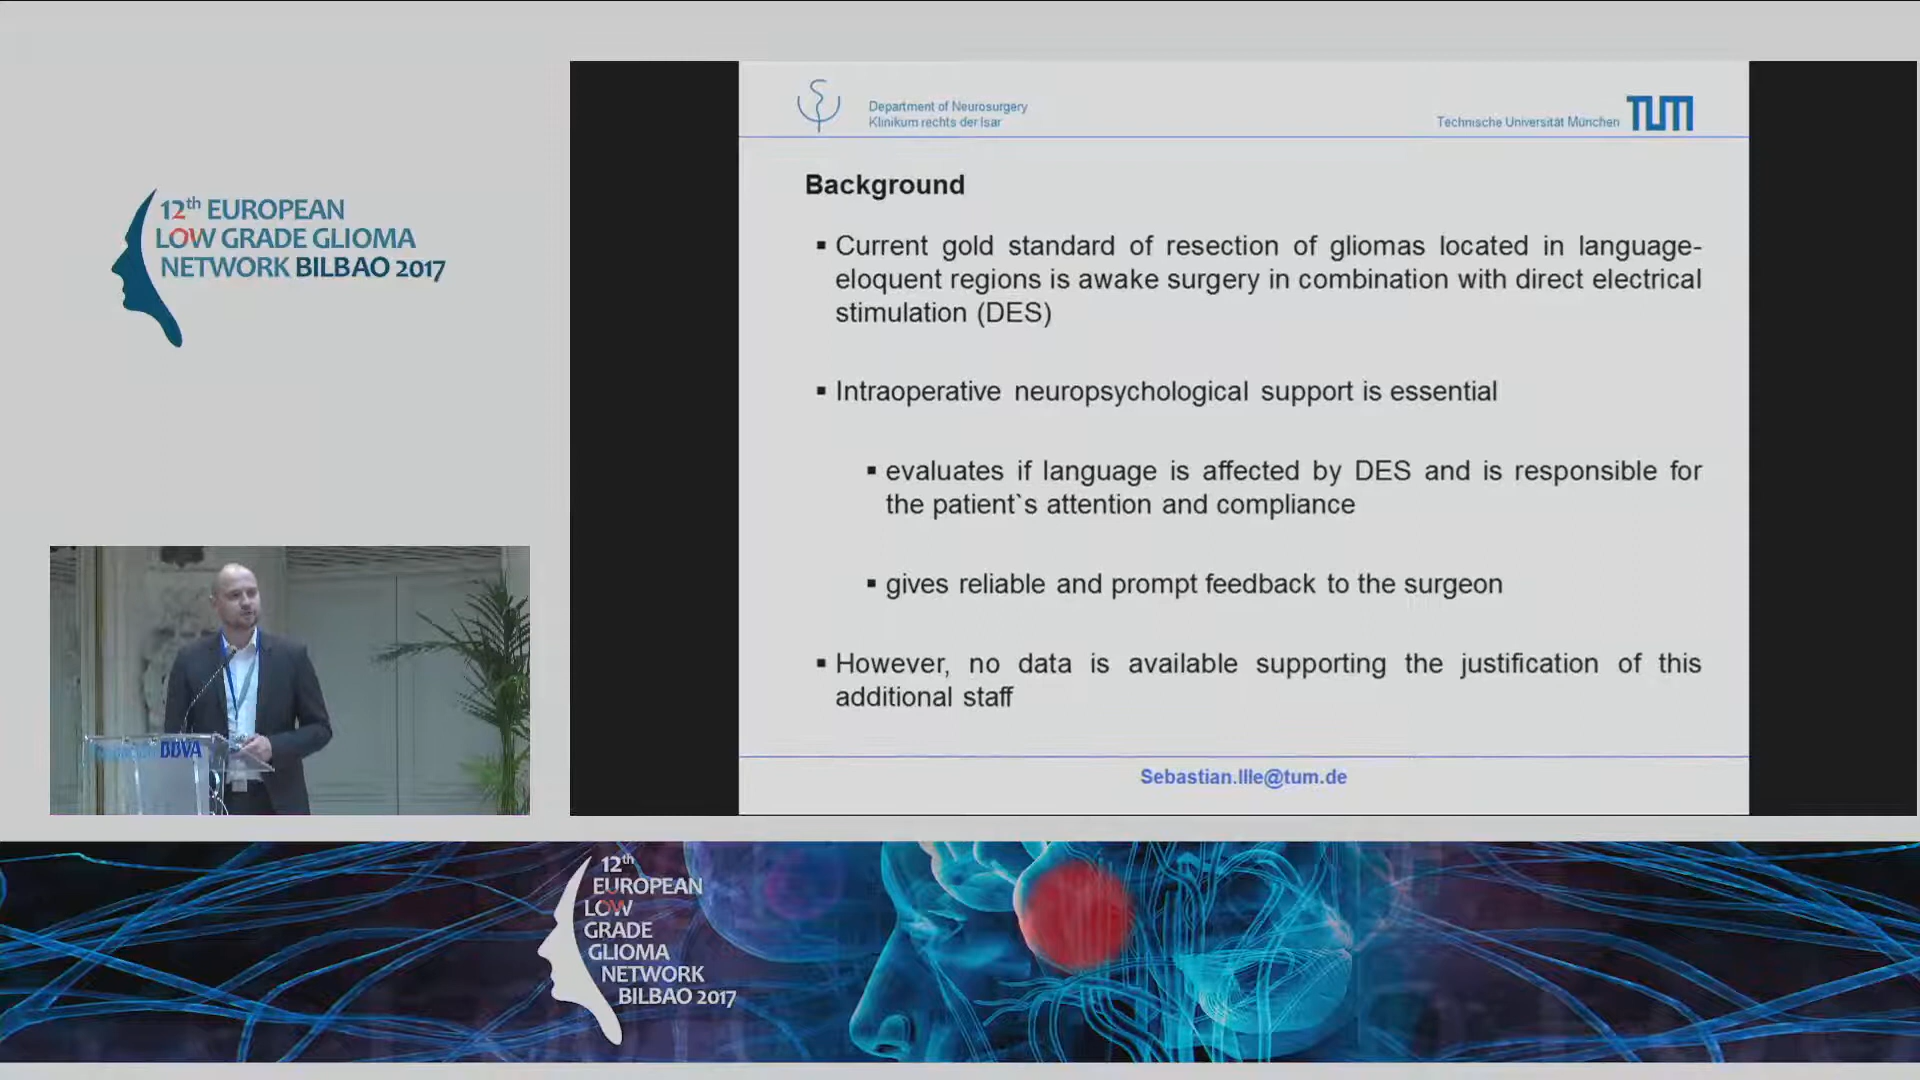 12th EUROPEAN
LOW GRADE GLIOMA
NETWORK BILBAO 2017
Department of Neurosurgery
Klinikum rechts der Isar
Technische Universität München TUM
Background
▪ Current gold standard of resection of gliomas located in language-
eloquent regions is awake surgery in combination with direct electrical
stimulation (DES)
▪ Intraoperative neuropsychological support is essential
▪ evaluates if language is affected by DES and is responsible for
the patient`s attention and compliance
▪ gives reliable and prompt feedback to the surgeon
▪ However, no data is available supporting the justification of this
additional staff
Sebastian.Ille@tum.de
BBVA
12th
EUROPEAN
LOW
GRADE
GLIOMA
NETWORK
BILBAO 2017